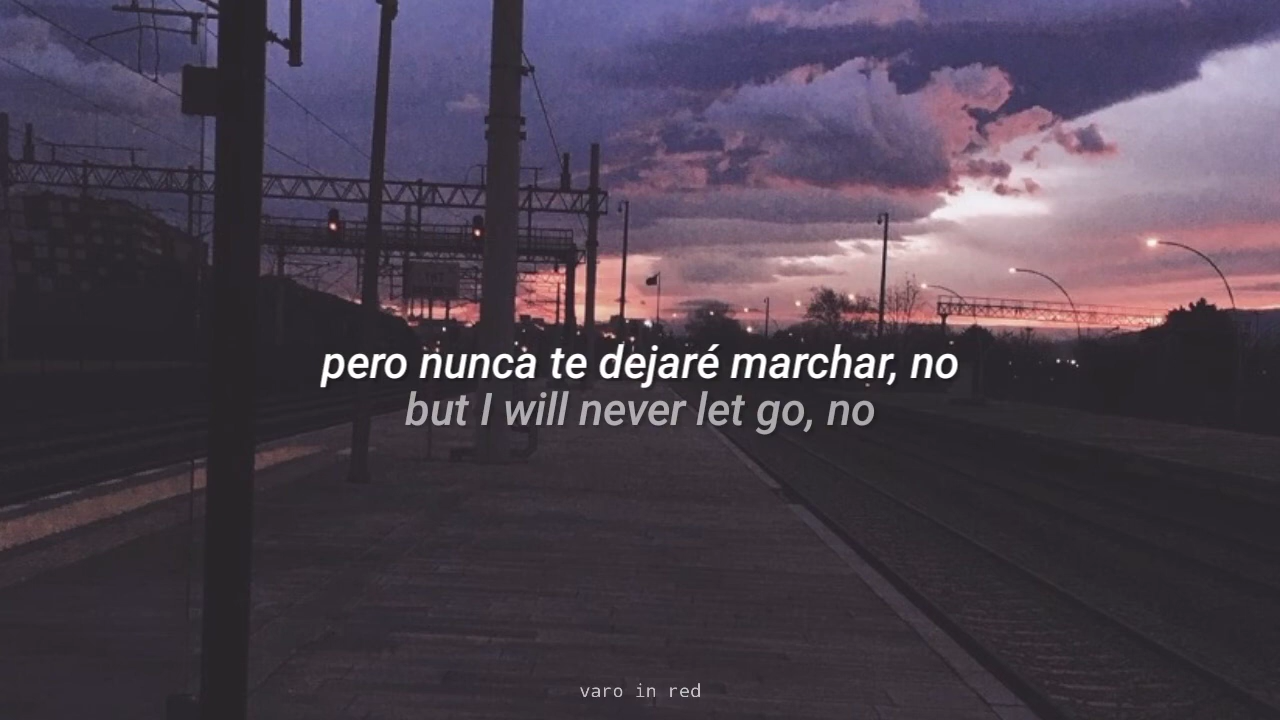 pero nunca te dejaré marchar, no
but I will never let go, no
varo in red